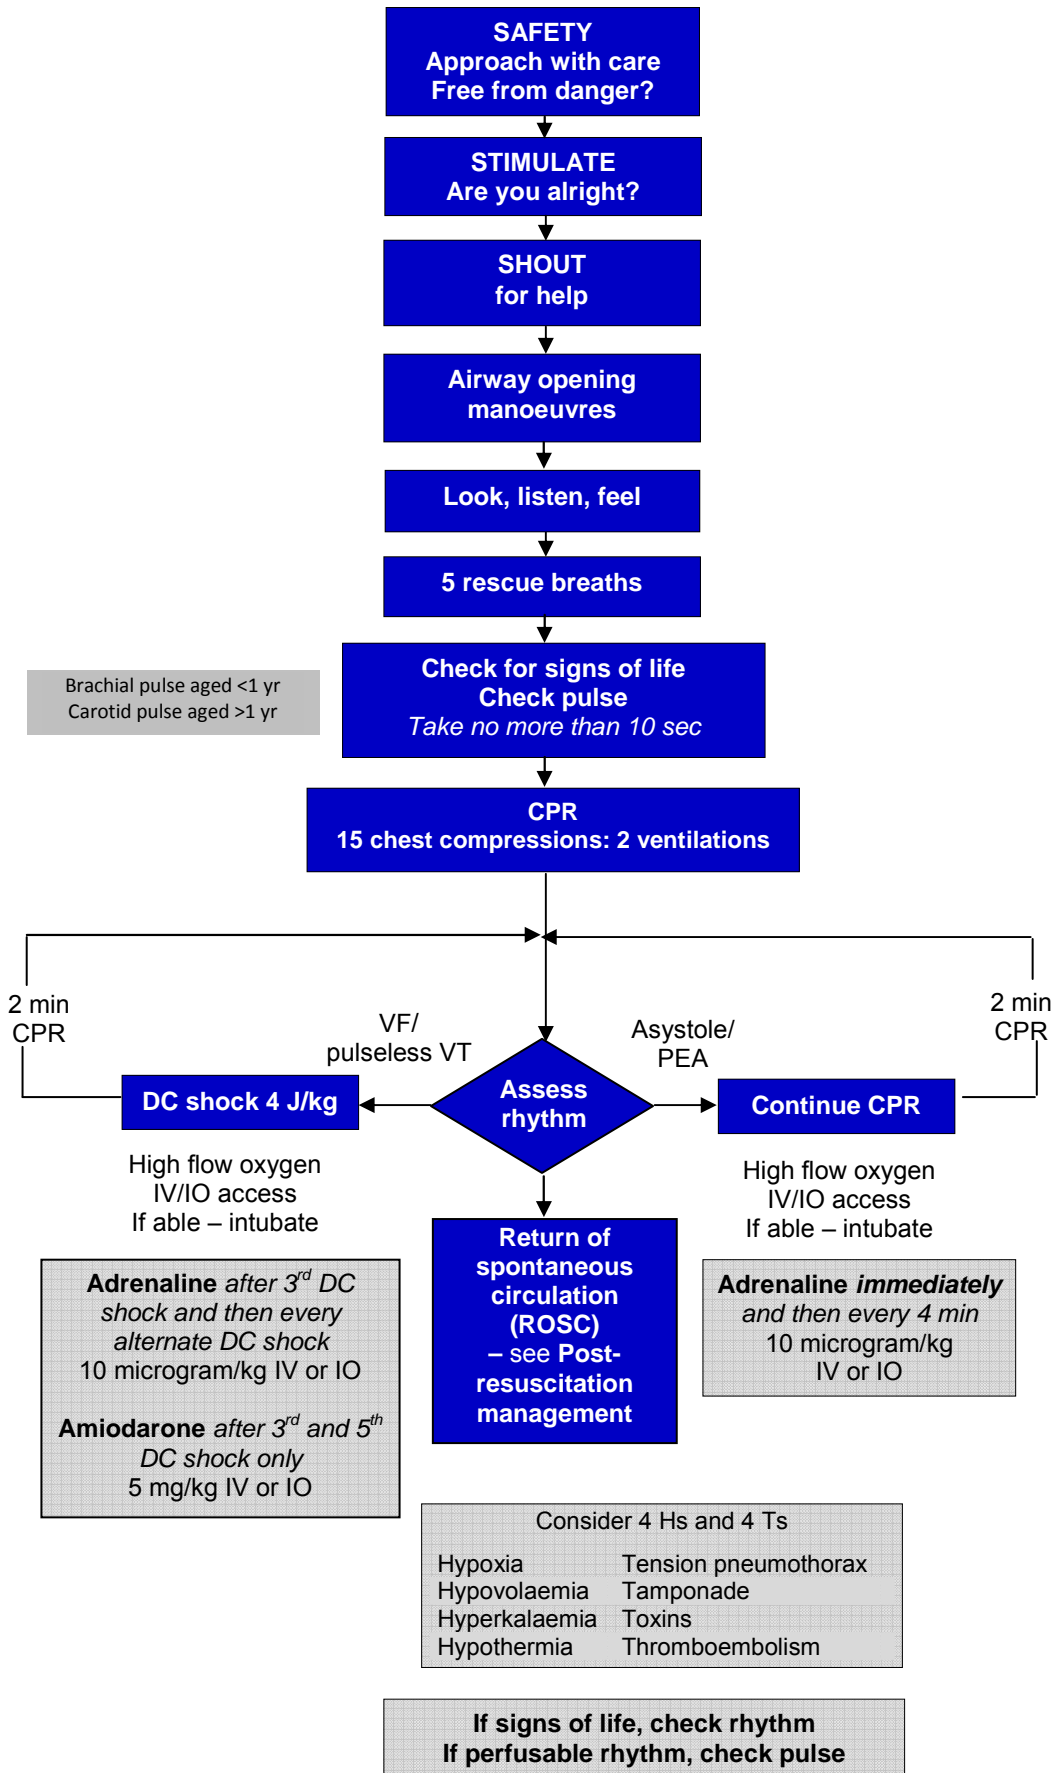 SAFETY
Approach with care
Free from danger?
STIMULATE
Are you alright?
SHOUT
for help
Airway opening
manoeuvres
Look, listen, feel
5 rescue breaths
Brachial pulse aged <1 yr
Carotid pulse aged >1 yr
Check for signs of life
Check pulse
Take no more than 10 sec
CPR
15 chest compressions: 2 ventilations
2 min
CPR
VF/
pulseless VT
Asystole/
PEA
2 min
CPR
DC shock 4 J/kg
Assess
rhythm
Continue CPR
High flow oxygen
IV/IO access
If able – intubate
High flow oxygen
IV/IO access
If able – intubate
Adrenaline after 3rd DC
shock and then every
alternate DC shock
10 microgram/kg IV or IO
Amiodarone after 3rd and 5th
DC shock only
5 mg/kg IV or IO
Return of
spontaneous
circulation
(ROSC)
– see Post-
resuscitation
management
Adrenaline immediately
and then every 4 min
10 microgram/kg
IV or IO
Consider 4 Hs and 4 Ts
Hypoxia Tension pneumothorax
Hypovolaemia Tamponade
Hyperkalaemia Toxins
Hypothermia Thromboembolism
If signs of life, check rhythm
If perfusable rhythm, check pulse